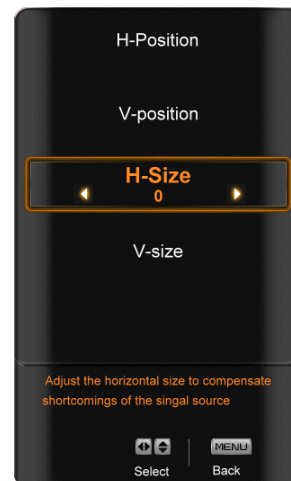 H-Position
V-position
H-Size
0
V-size
Adjust the horizontal size to compensate
shortcomings of the singal source
MENU
Select Back